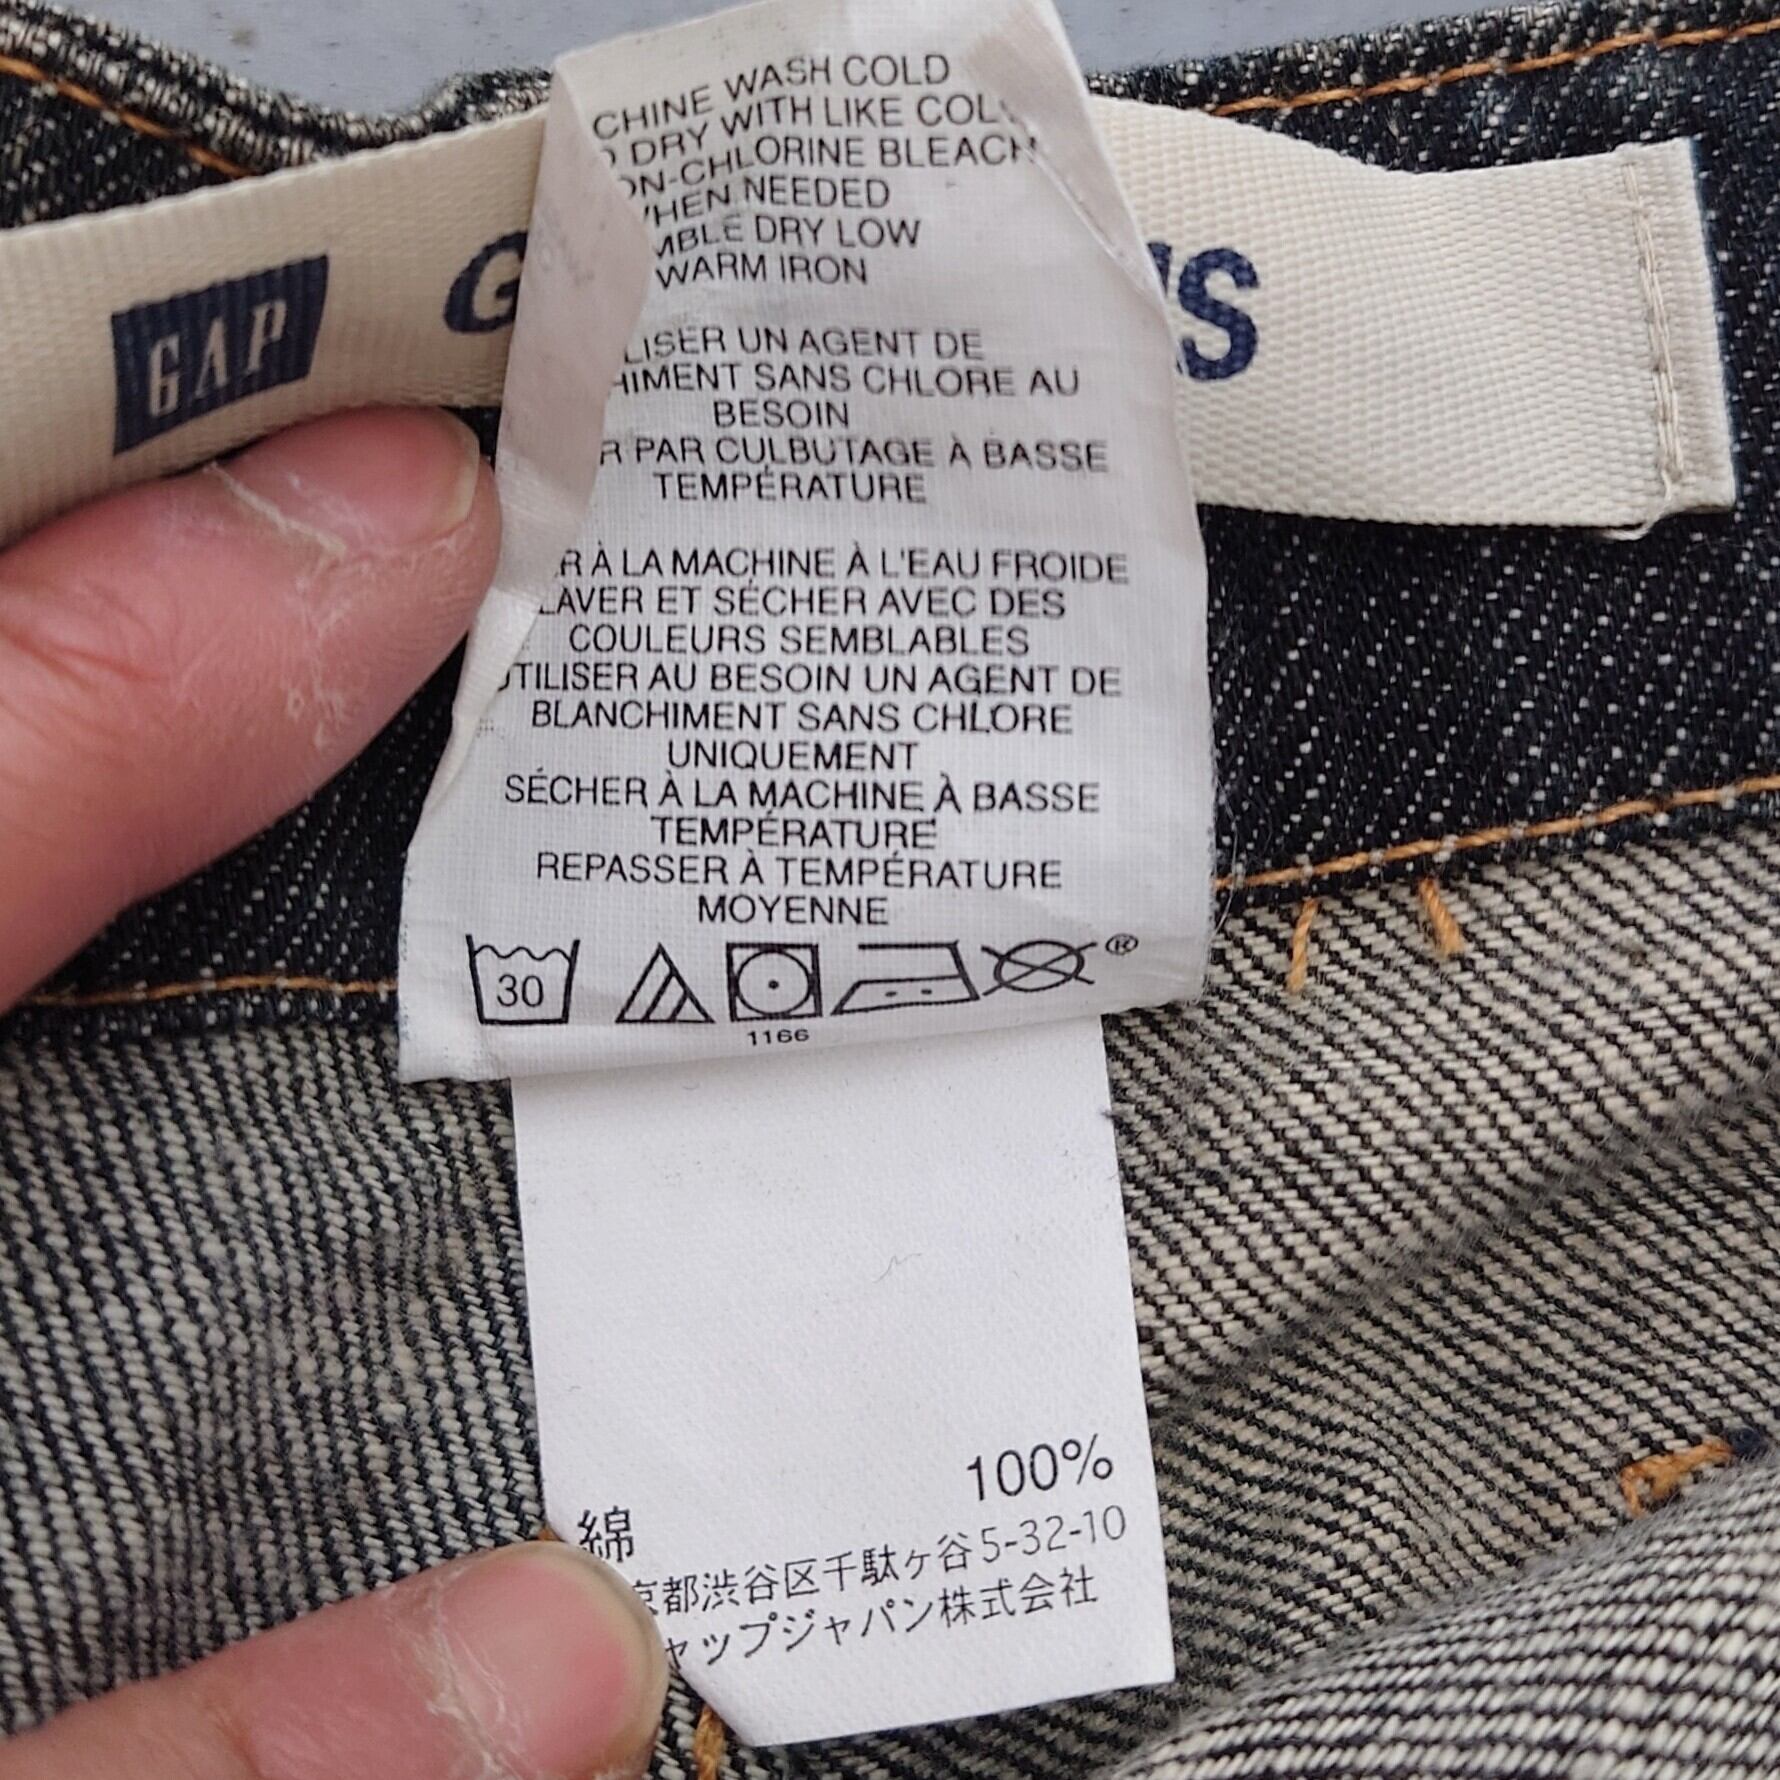 GAP
CHINE WASH COLD
DRY WITH LIKE COL
ON-CHLORINE BLEACH
WHEN NEEDED
MBLE DRY LOW
WARM IRON
LISER UN AGENT DE
HIMENT SANS CHLORE AU
BESOIN
R PAR CULBUTAGE À BASSE
TEMPÉRATURE
R À LA MACHINE À L'EAU FROIDE
LAVER ET SÉCHER AVEC DES
COULEURS SEMBLABLES
UTILISER AU BESOIN UN AGENT DE
BLANCHIMENT SANS CHLORE
UNIQUEMENT
SÉCHER À LA MACHINE À BASSE
TEMPÉRATURE
REPASSER À TEMPÉRATURE
MOYENNE
30 ®
1166
綿 100%
京都渋谷区千駄ヶ谷5-32-10
ャップジャパン株式会社